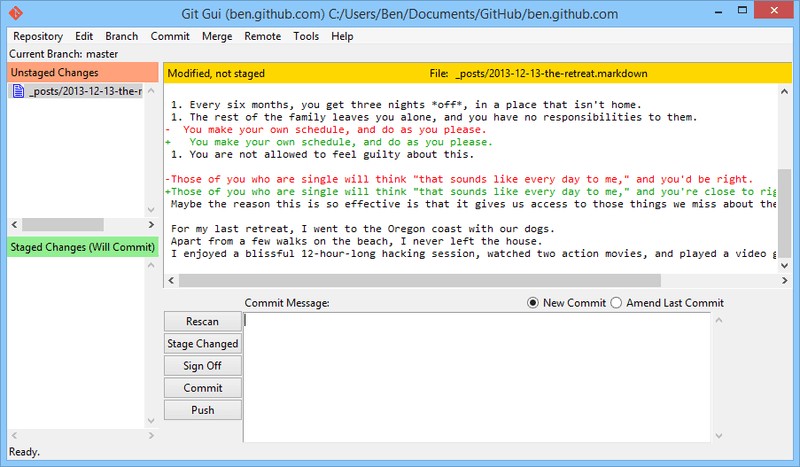 Git Gui (ben.github.com) C:/Users/Ben/Documents/GitHub/ben.github.com
Repository Edit Branch Commit Merge Remote Tools Help
Current Branch: master
Unstaged Changes
_posts/2013-12-13-the-r
Modified, not staged File: _posts/2013-12-13-the-retreat.markdown
1. Every six months, you get three nights *off*, in a place that isn't home.
1. The rest of the family leaves you alone, and you have no responsibilities to them.
-  You make your own schedule, and do as you please.
+   You make your own schedule, and do as you please.
1. You are not allowed to feel guilty about this.
-Those of you who are single will think "that sounds like every day to me," and you'd be right.
+Those of you who are single will think "that sounds like every day to me," and you're close to rig
Maybe the reason this is so effective is that it gives us access to those things we miss about the
For my last retreat, I went to the Oregon coast with our dogs.
Apart from a few walks on the beach, I never left the house.
I enjoyed a blissful 12-hour-long hacking session, watched two action movies, and played a video g
Staged Changes (Will Commit)
Commit Message: New Commit Amend Last Commit
Rescan
Stage Changed
Sign Off
Commit
Push
Ready.